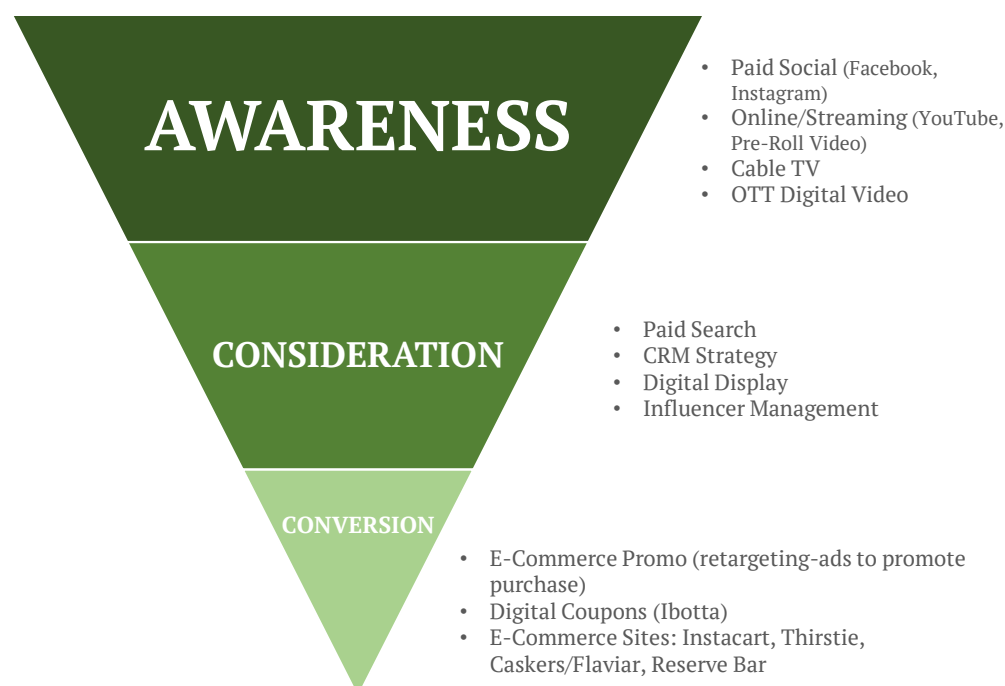 AWARENESS
• Paid Social (Facebook,
Instagram)
• Online/Streaming (YouTube,
Pre-Roll Video)
• Cable TV
• OTT Digital Video
CONSIDERATION
• Paid Search
• CRM Strategy
• Digital Display
• Influencer Management
CONVERSION
• E-Commerce Promo (retargeting-ads to promote
purchase)
• Digital Coupons (Ibotta)
• E-Commerce Sites: Instacart, Thirstie,
Caskers/Flaviar, Reserve Bar